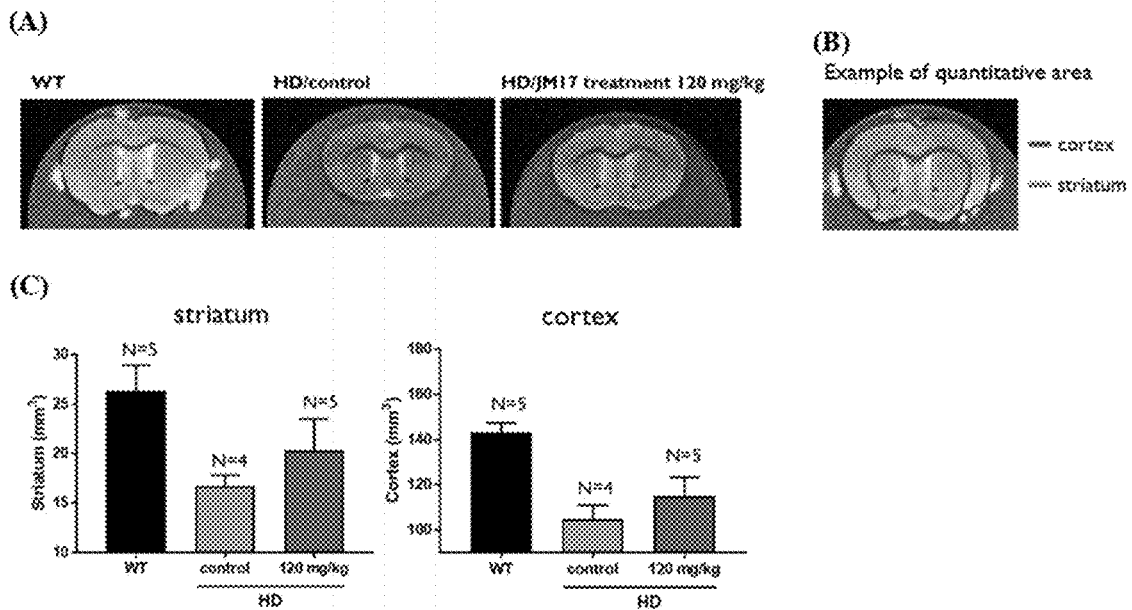 (A)
WT
HD/control
HD/JM17 treatment 120 mg/kg
(B)
Example of quantitative area
cortex
striatum
(C)
striatum
Striatum (mm³)
30
25
20
15
10
N=5
N=4
N=5
WT
control
120 mg/kg
HD
cortex
Cortex (mm³)
180
160
140
120
100
N=5
N=4
N=5
WT
control
120 mg/kg
HD